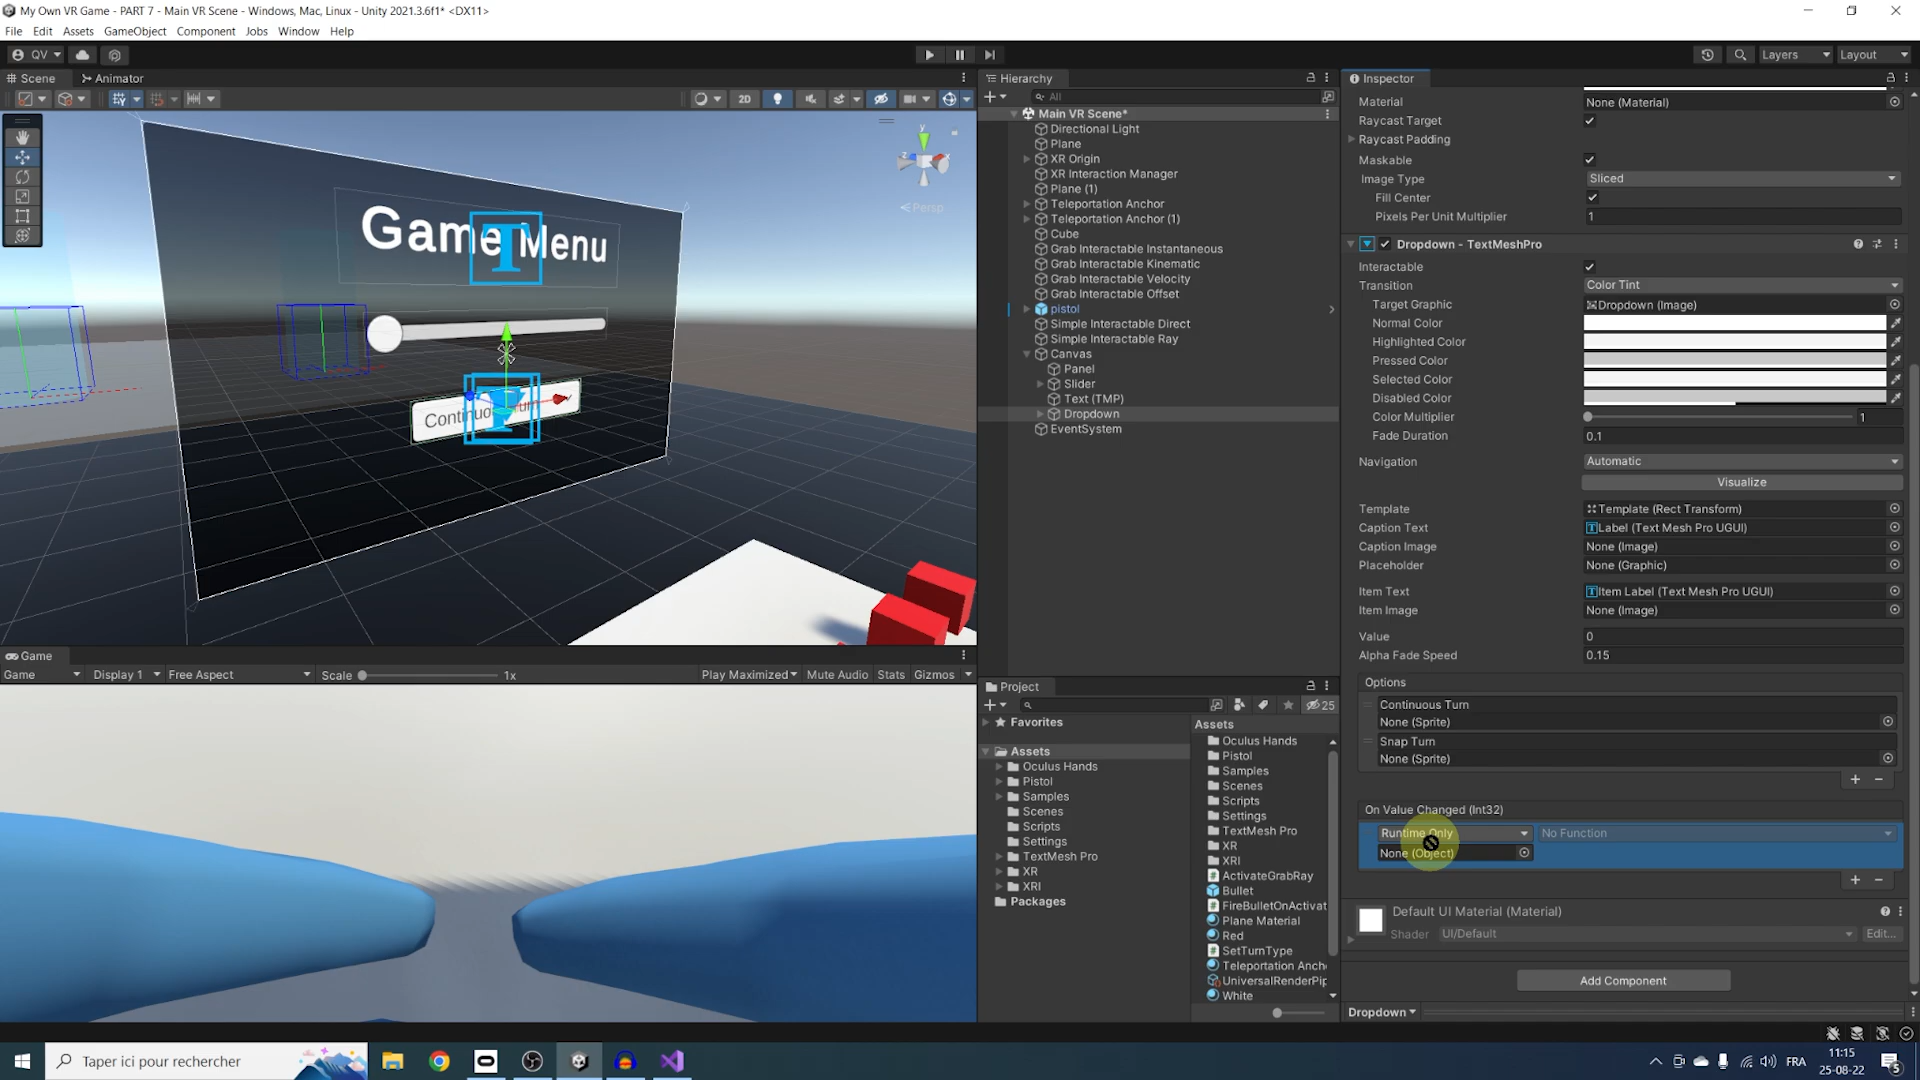 My Own VR Game - PART 7 - Main VR Scene - Windows, Mac, Linux - Unity 2021.3.6f1* <DX11>
File Edit Assets GameObject Component Jobs Window Help
QV
Layers
Layout
Scene
Animator
2D
y
Persp
Game Menu
T
Game
Game
Display 1
Free Aspect
Scale
1x
Play Maximized
Mute Audio
Stats
Gizmos
Hierarchy
All
Main VR Scene*
Directional Light
Plane
XR Origin
XR Interaction Manager
Plane (1)
Teleportation Anchor
Teleportation Anchor (1)
Cube
Grab Interactable Instantaneous
Grab Interactable Kinematic
Grab Interactable Velocity
Grab Interactable Offset
pistol
Simple Interactable Direct
Simple Interactable Ray
Canvas
Panel
Slider
Text (TMP)
Dropdown
EventSystem
Project
25
Favorites
Assets
Oculus Hands
Pistol
Samples
Scenes
Scripts
Settings
TextMesh Pro
XR
XRI
Packages
Assets
Oculus Hands
Pistol
Samples
Scenes
Scripts
Settings
TextMesh Pro
XR
XRI
ActivateGrabRay
Bullet
FireBulletOnActivat
Plane Material
Red
SetTurnType
Teleportation Anch
UniversalRenderPip
White
Inspector
Material None (Material)
Raycast Target
Raycast Padding
Maskable
Image Type Sliced
Fill Center
Pixels Per Unit Multiplier 1
Dropdown - TextMeshPro
Interactable
Transition Color Tint
Target Graphic Dropdown (Image)
Normal Color
Highlighted Color
Pressed Color
Selected Color
Disabled Color
Color Multiplier 1
Fade Duration 0.1
Navigation Automatic
Visualize
Template Template (Rect Transform)
Caption Text Label (Text Mesh Pro UGUI)
Caption Image None (Image)
Placeholder None (Graphic)
Item Text Item Label (Text Mesh Pro UGUI)
Item Image None (Image)
Value 0
Alpha Fade Speed 0.15
Options
Continuous Turn
None (Sprite)
Snap Turn
None (Sprite)
On Value Changed (Int32)
Runtime Only No Function
None (Object)
Default UI Material (Material)
Shader UI/Default Edit...
Add Component
Dropdown
Taper ici pour rechercher
FRA
11:15
25-08-22
5